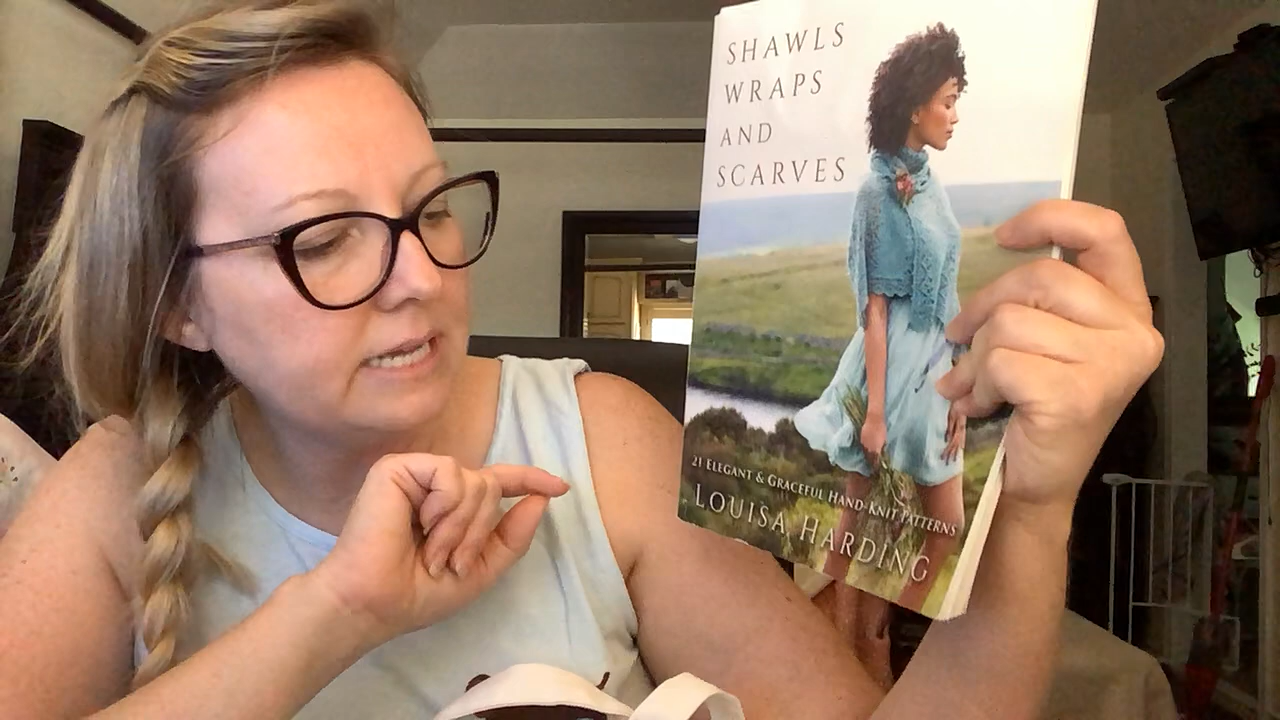 SHAWLS
WRAPS
AND
SCARVES
21 ELEGANT & GRACEFUL HAND-KNIT PATTERNS
LOUISA HARDING